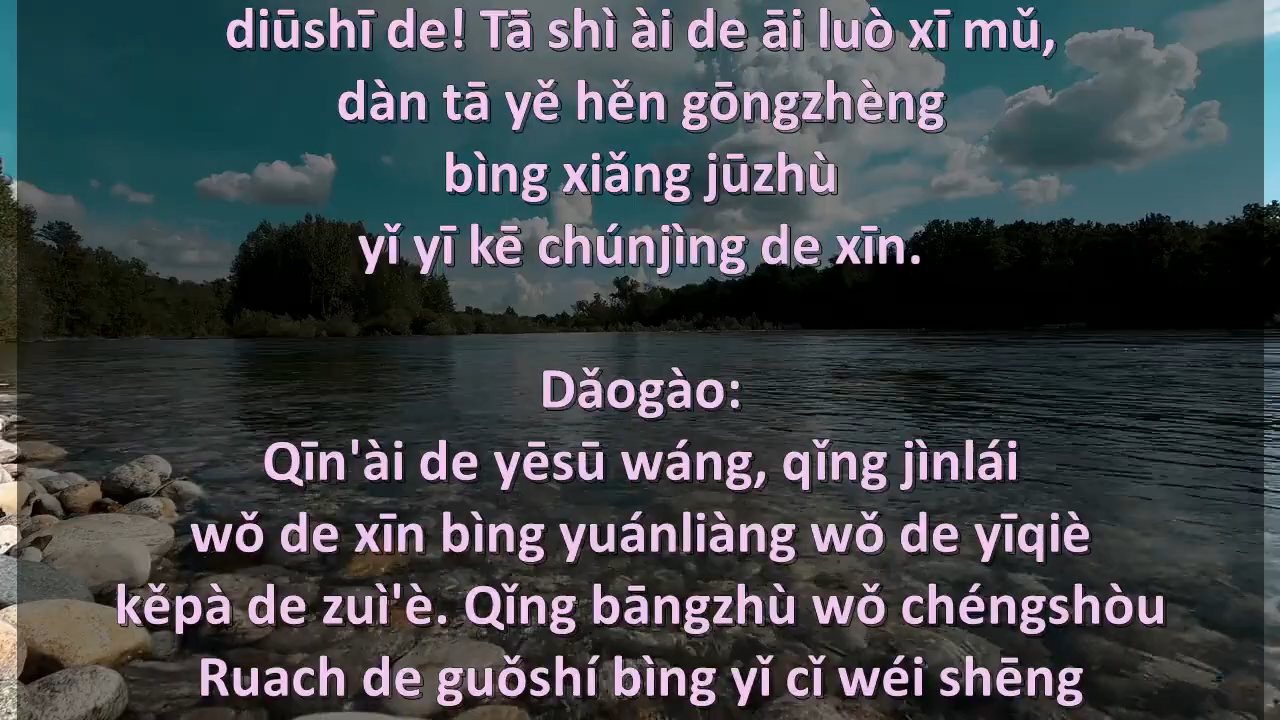 diūshī de! Tā shì ài de āi luò xī mǔ,
dàn tā yě hěn gōngzhèng
bìng xiǎng jūzhù
yǐ yī kē chúnjìng de xīn.
Dǎogào:
Qīn'ài de yēsū wáng, qǐng jìnlái
wǒ de xīn bìng yuánliàng wǒ de yīqiè
kěpà de zuì'è. Qǐng bāngzhù wǒ chéngshòu
Ruach de guǒshí bìng yǐ cǐ wéi shēng